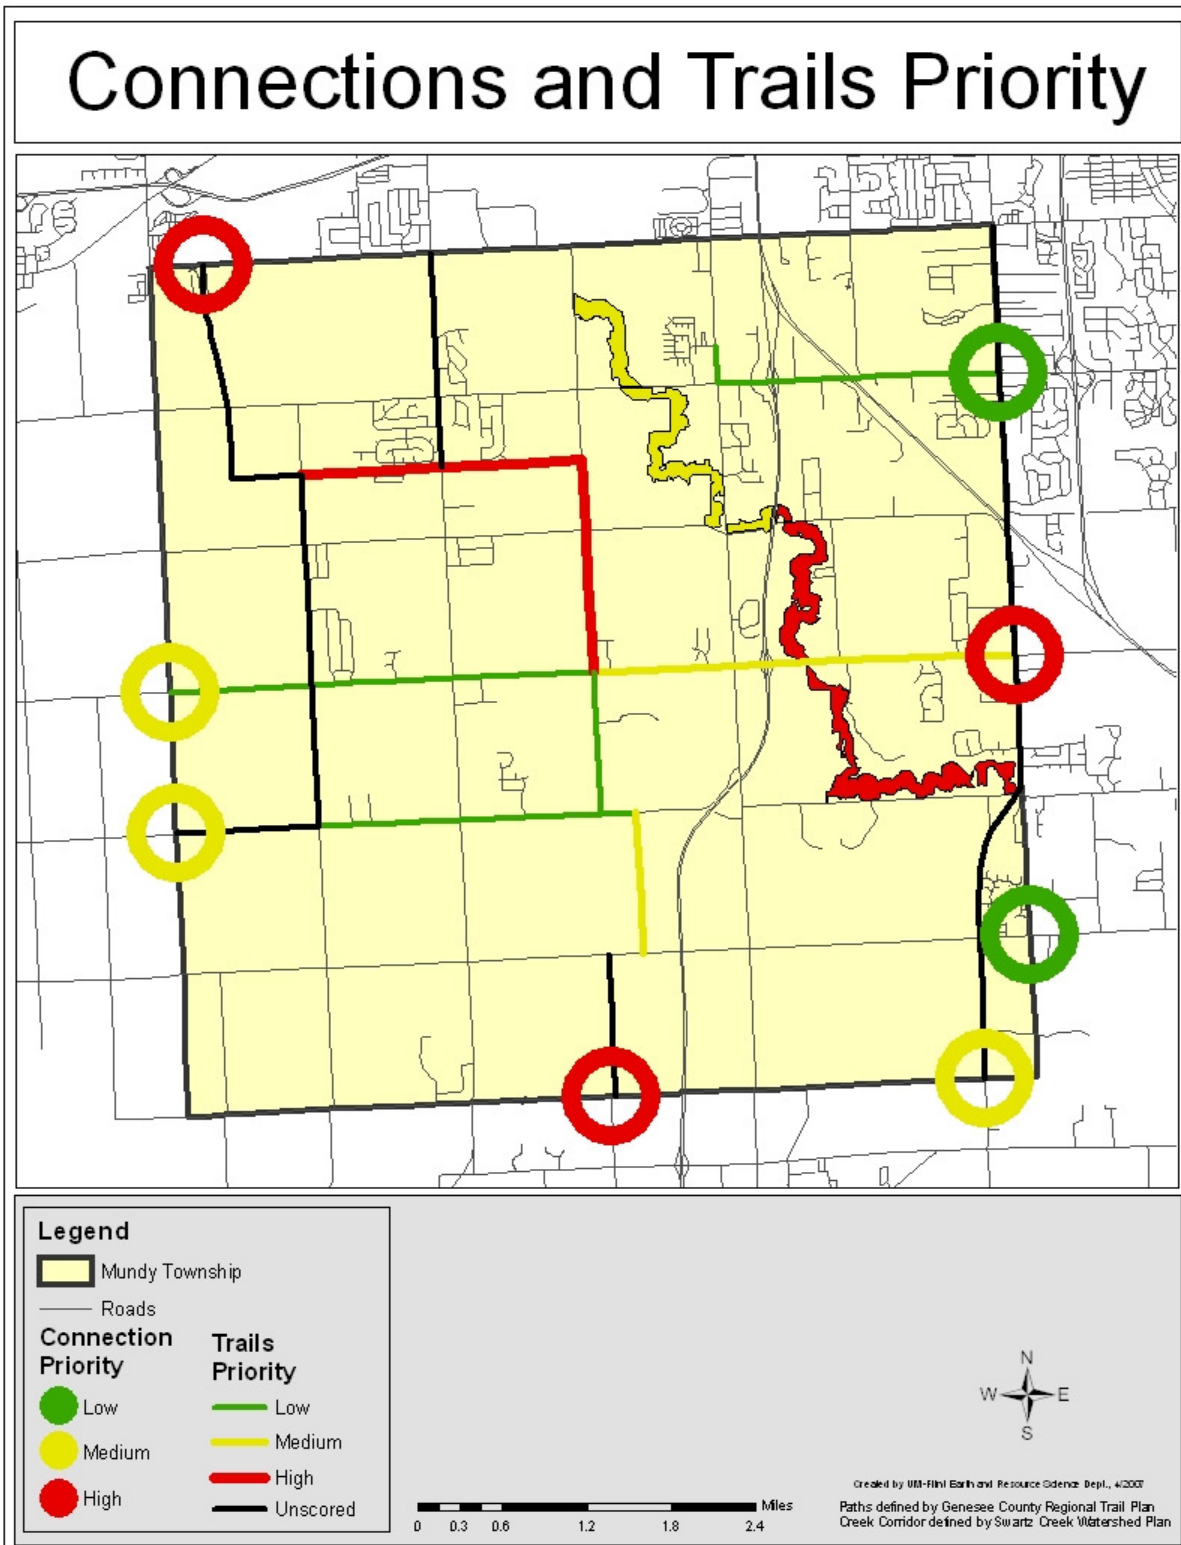 Connections and Trails Priority
Legend
Mundy Township
Roads
Connection
Priority
Low
Medium
High
Trails
Priority
Low
Medium
High
Unscored
0 0.3 0.6 1.2 1.8 2.4
Miles
N
W E
S
Created by UM-Flint Earth and Resource Science Dept., 4/2007
Paths defined by Genesee County Regional Trail Plan
Creek Corridor defined by Swartz Creek Watershed Plan